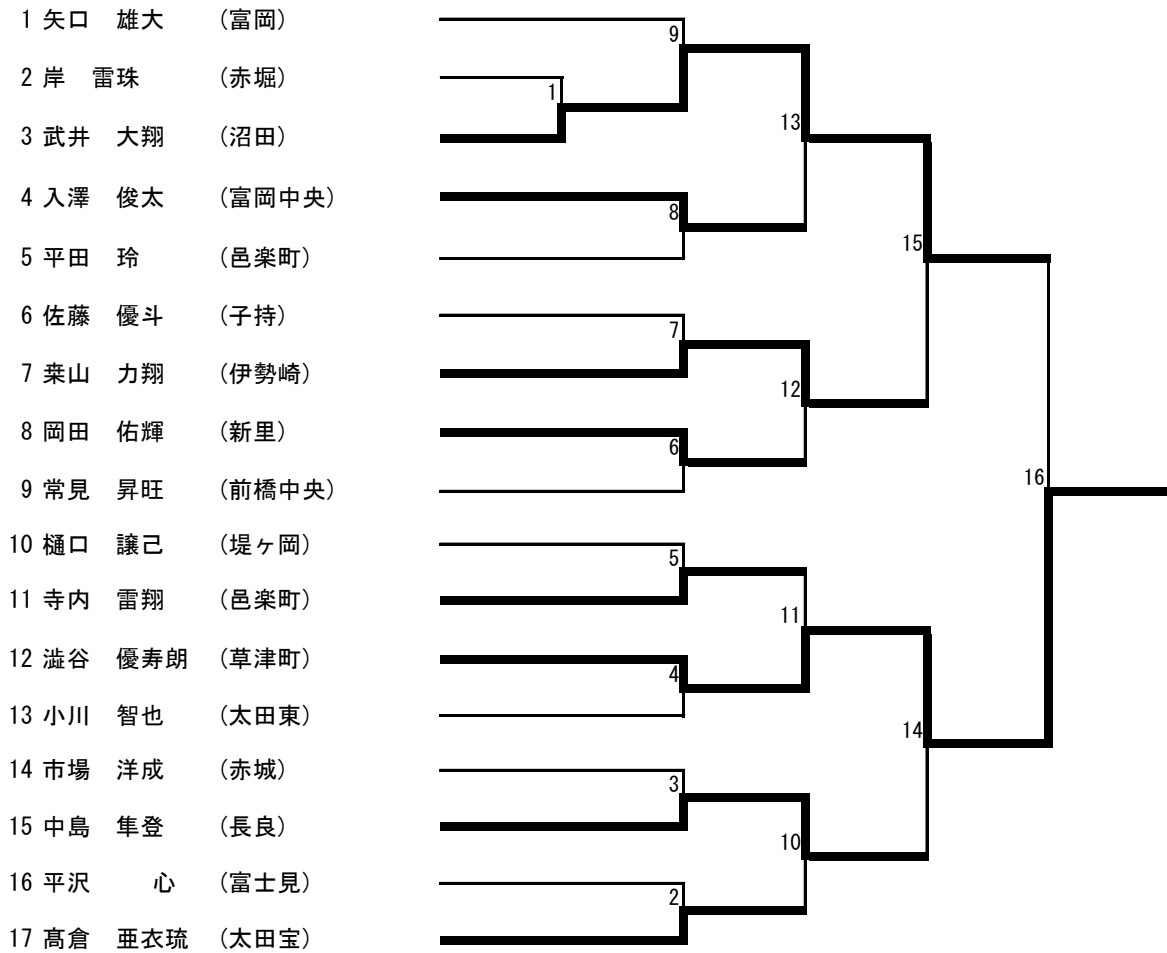 1 矢口　雄大　（富岡）
9
2 岸　雷珠　（赤堀）
1
3 武井　大翔　（沼田）
13
4 入澤　俊太　（富岡中央）
8
15
5 平田　玲　（邑楽町）
6 佐藤　優斗　（子持）
7
7 桒山　力翔　（伊勢崎）
12
8 岡田　佑輝　（新里）
6
9 常見　昇旺　（前橋中央）
16
10 樋口　譲己　（堤ヶ岡）
5
11 寺内　雷翔　（邑楽町）
11
12 澁谷　優寿朗　（草津町）
4
13 小川　智也　（太田東）
14
14 市場　洋成　（赤城）
3
15 中島　隼登　（長良）
10
16 平沢　　心　（富士見）
2
17 髙倉　亜衣琉　（太田宝）